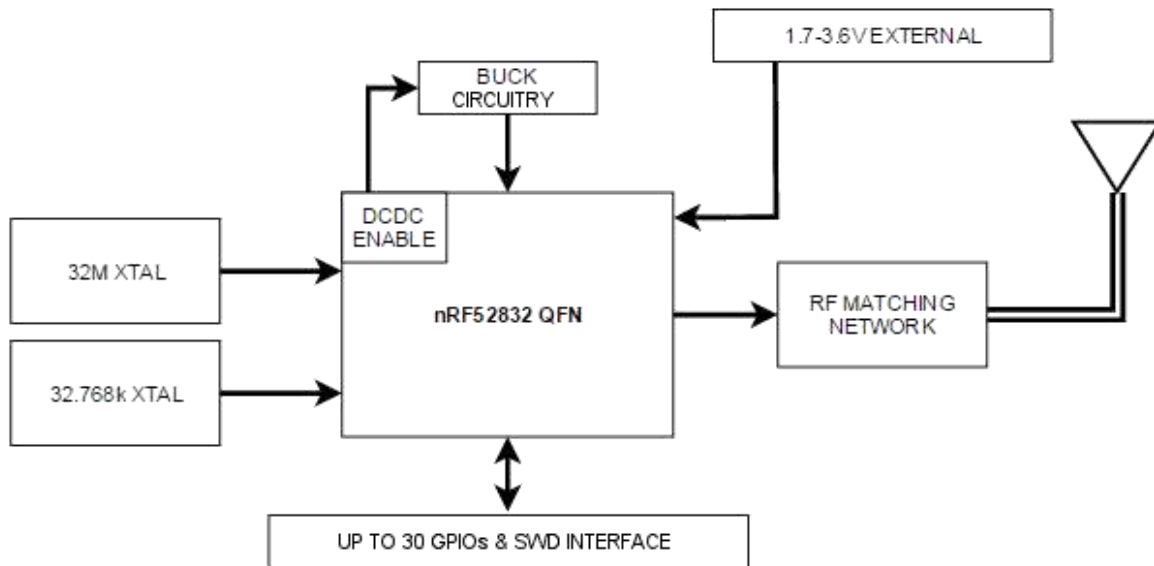 1.7-3.6V EXTERNAL
BUCK
CIRCUITRY
DCDC
ENABLE
32M XTAL
nRF52832 QFN
RF MATCHING
NETWORK
32.768k XTAL
UP TO 30 GPIOs & SWD INTERFACE